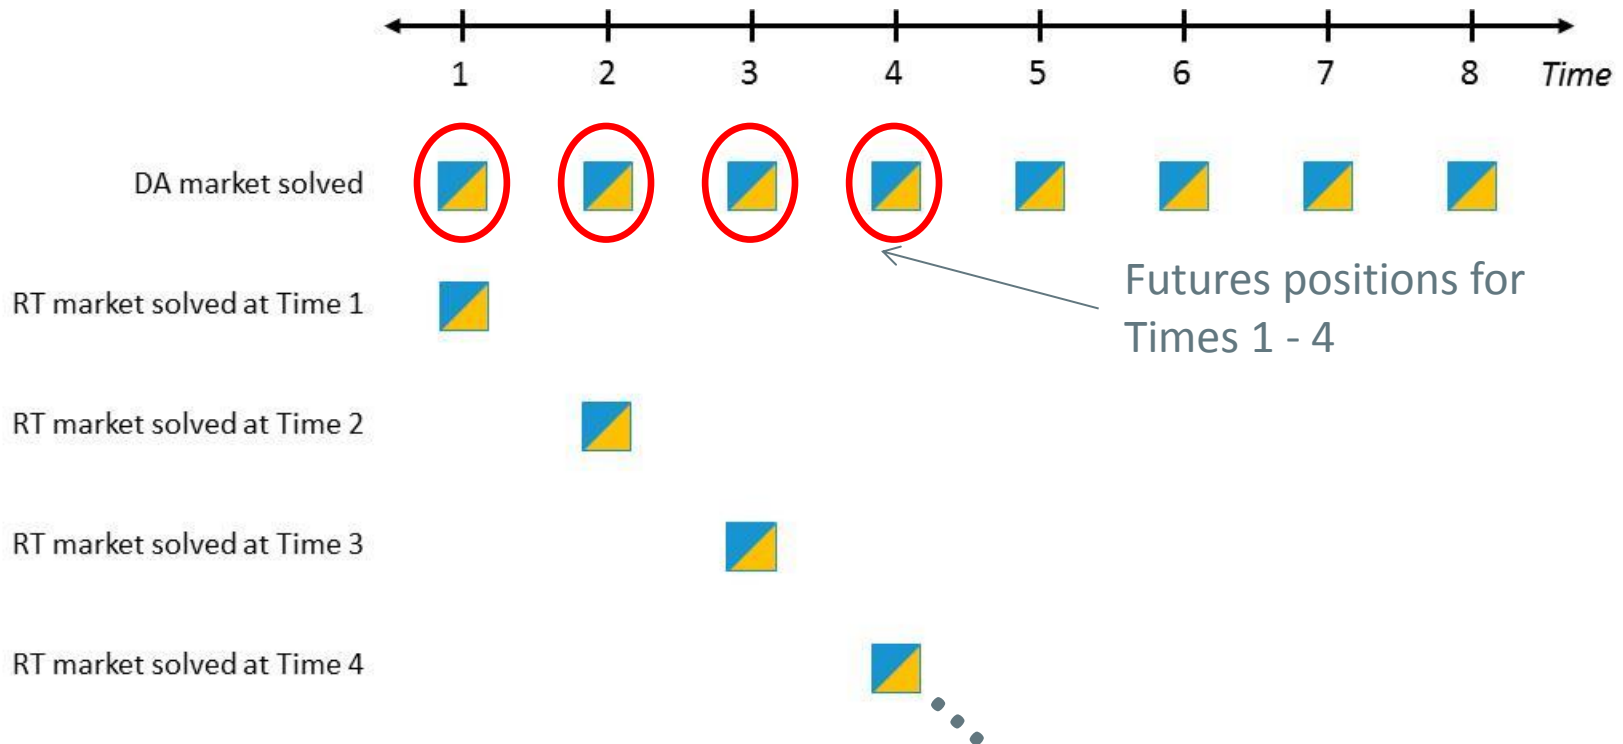 1 2 3 4 5 6 7 8 Time
DA market solved
Futures positions for
Times 1 - 4
RT market solved at Time 1
RT market solved at Time 2
RT market solved at Time 3
RT market solved at Time 4